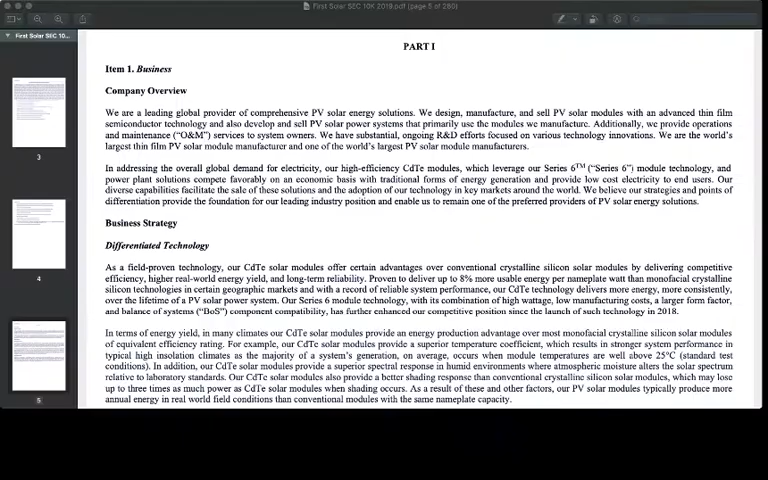 First Solar SEC 10K 2019.pdf (page 5 of 280)
First Solar SEC 10...
3
4
5
PART I
Item 1. Business
Company Overview
We are a leading global provider of comprehensive PV solar energy solutions. We design, manufacture, and sell PV solar modules with an advanced thin film
semiconductor technology and also develop and sell PV solar power systems that primarily use the modules we manufacture. Additionally, we provide operations
and maintenance (“O&M”) services to system owners. We have substantial, ongoing R&D efforts focused on various technology innovations. We are the world’s
largest thin film PV solar module manufacturer and one of the world’s largest PV solar module manufacturers.
In addressing the overall global demand for electricity, our high-efficiency CdTe modules, which leverage our Series 6™ (“Series 6”) module technology, and
power plant solutions compete favorably on an economic basis with traditional forms of energy generation and provide low cost electricity to end users. Our
diverse capabilities facilitate the sale of these solutions and the adoption of our technology in key markets around the world. We believe our strategies and points of
differentiation provide the foundation for our leading industry position and enable us to remain one of the preferred providers of PV solar energy solutions.
Business Strategy
Differentiated Technology
As a field-proven technology, our CdTe solar modules offer certain advantages over conventional crystalline silicon solar modules by delivering competitive
efficiency, higher real-world energy yield, and long-term reliability. Proven to deliver up to 8% more usable energy per nameplate watt than monofacial crystalline
silicon technologies in certain geographic markets and with a record of reliable system performance, our CdTe technology delivers more energy, more consistently,
over the lifetime of a PV solar power system. Our Series 6 module technology, with its combination of high wattage, low manufacturing costs, a larger form factor,
and balance of systems (“BoS”) component compatibility, has further enhanced our competitive position since the launch of such technology in 2018.
In terms of energy yield, in many climates our CdTe solar modules provide an energy production advantage over most monofacial crystalline silicon solar modules
of equivalent efficiency rating. For example, our CdTe solar modules provide a superior temperature coefficient, which results in stronger system performance in
typical high insolation climates as the majority of a system’s generation, on average, occurs when module temperatures are well above 25°C (standard test
conditions). In addition, our CdTe solar modules provide a superior spectral response in humid environments where atmospheric moisture alters the solar spectrum
relative to laboratory standards. Our CdTe solar modules also provide a better shading response than conventional crystalline silicon solar modules, which may lose
up to three times as much power as CdTe solar modules when shading occurs. As a result of these and other factors, our PV solar modules typically produce more
annual energy in real world field conditions than conventional modules with the same nameplate capacity.